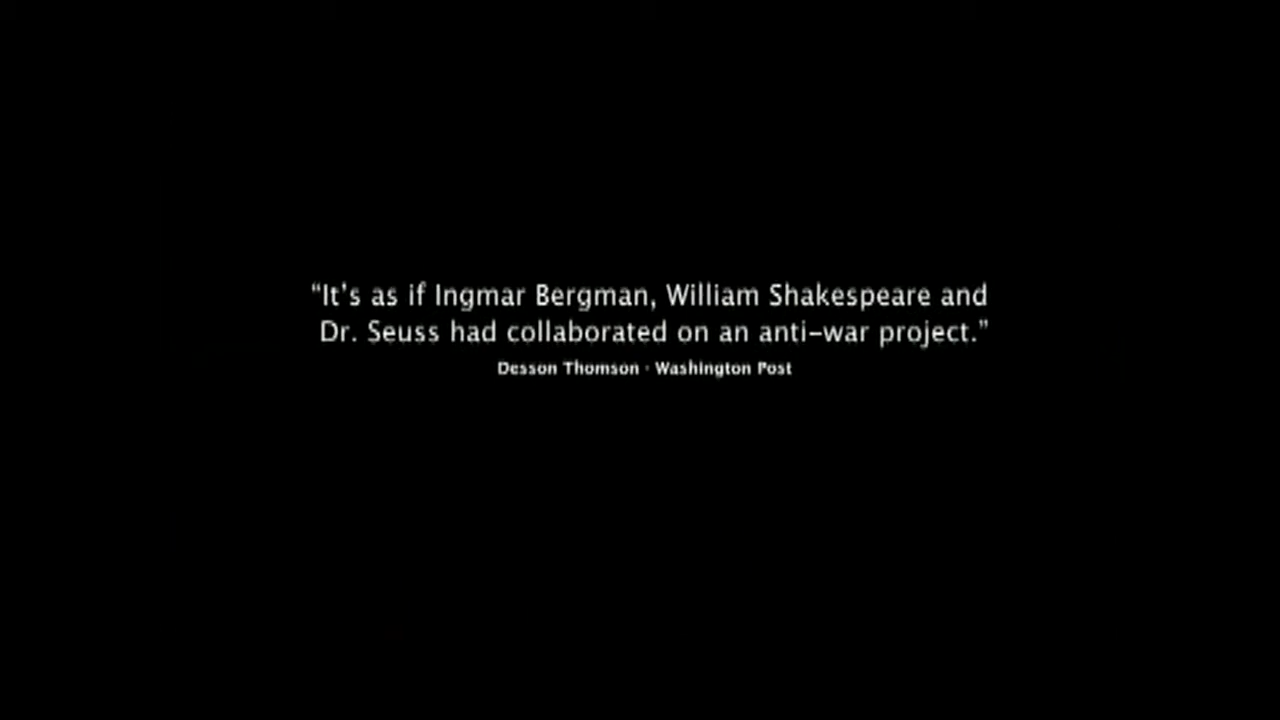 “It's as if Ingmar Bergman, William Shakespeare and
Dr. Seuss had collaborated on an anti-war project.”
Desson Thomson · Washington Post